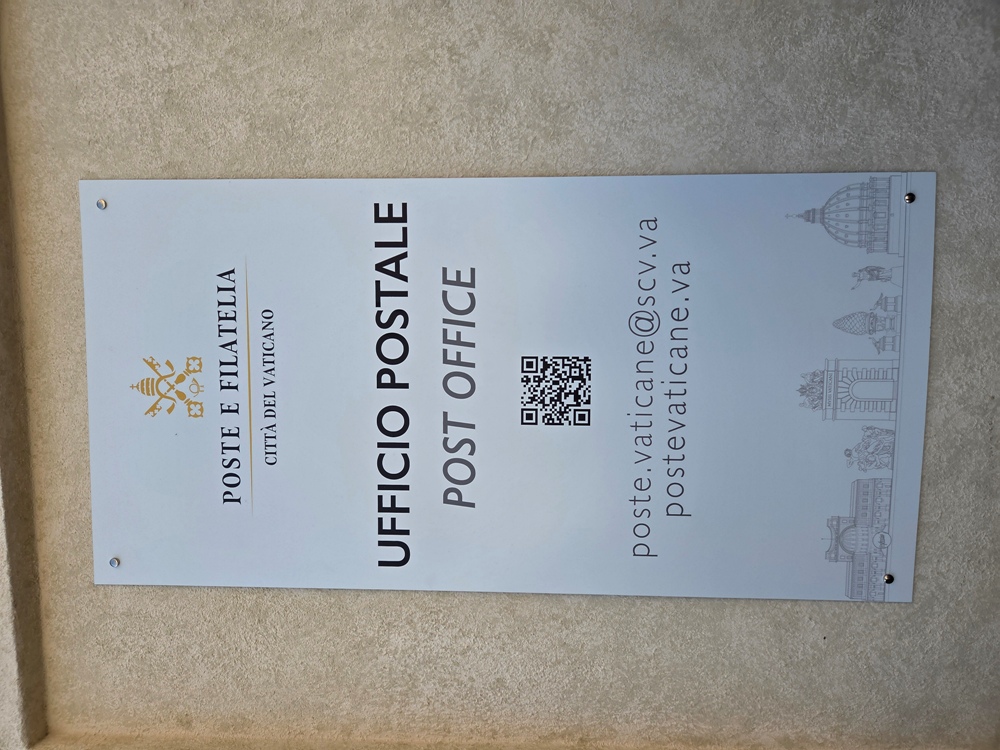 POSTE E FILATELIA
CITTÀ DEL VATICANO
UFFICIO POSTALE
POST OFFICE
poste.vaticane@scv.va
postevaticane.va